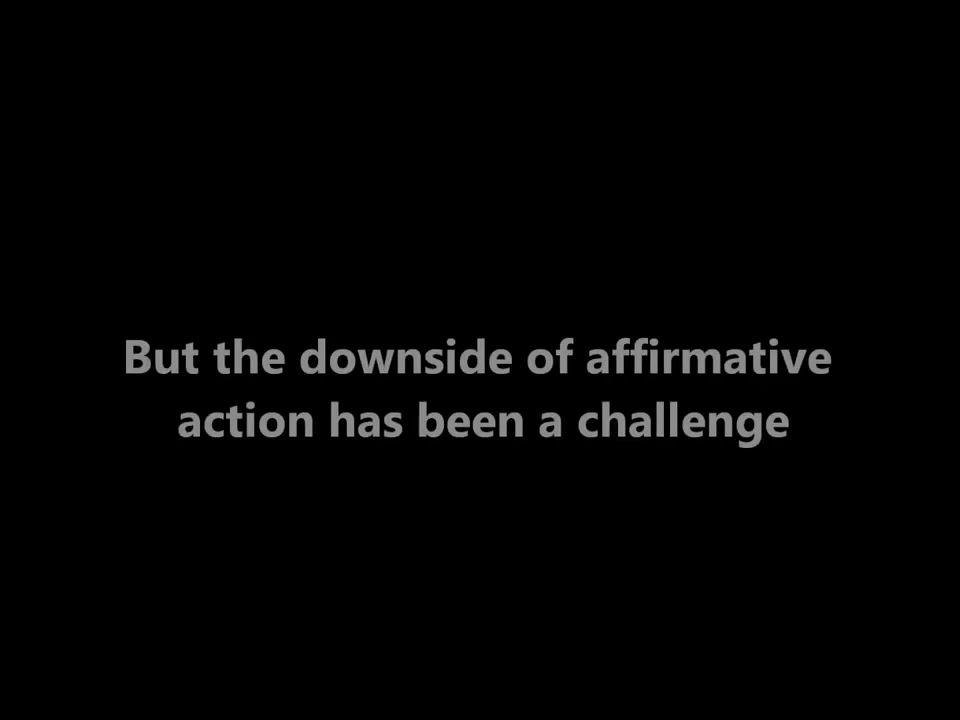 But the downside of affirmative
action has been a challenge